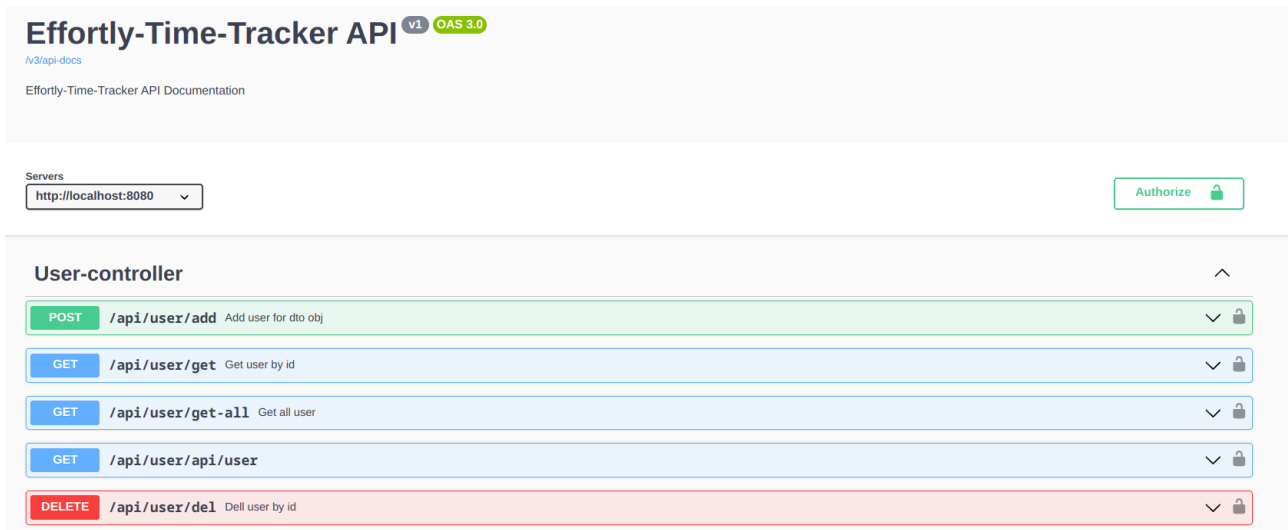 Effortly-Time-Tracker API v1 OAS 3.0
/v3/api-docs
Effortly-Time-Tracker API Documentation
Servers
http://localhost:8080
Authorize
User-controller
POST /api/user/add Add user for dto obj
GET /api/user/get Get user by id
GET /api/user/get-all Get all user
GET /api/user/api/user
DELETE /api/user/del Dell user by id